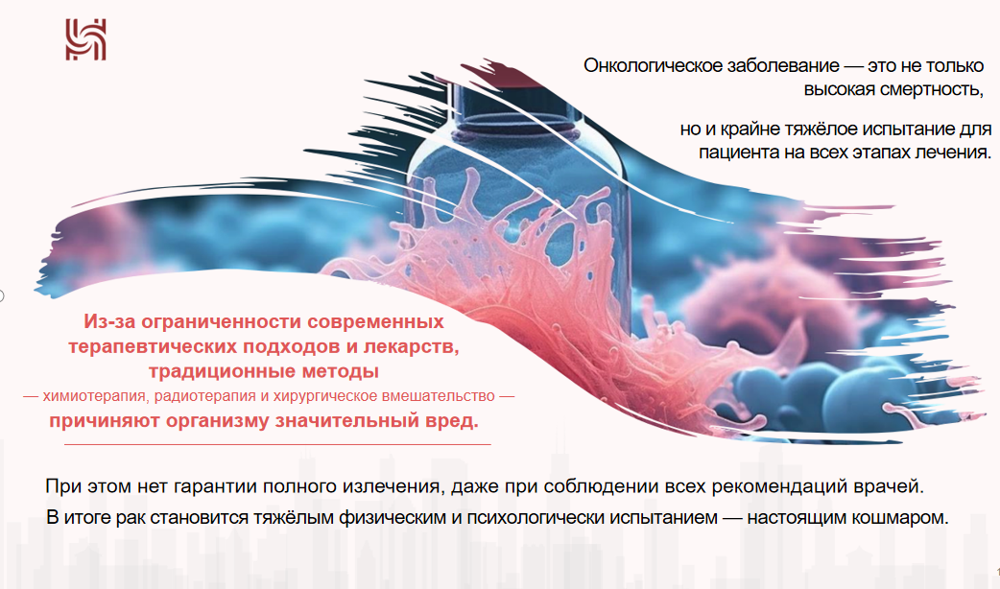 Онкологическое заболевание — это не только
высокая смертность,
но и крайне тяжёлое испытание для
пациента на всех этапах лечения.
Из-за ограниченности современных
терапевтических подходов и лекарств,
традиционные методы
— химиотерапия, радиотерапия и хирургическое вмешательство —
причиняют организму значительный вред.
При этом нет гарантии полного излечения, даже при соблюдении всех рекомендаций врачей.
В итоге рак становится тяжёлым физическим и психологически испытанием — настоящим кошмаром.
1